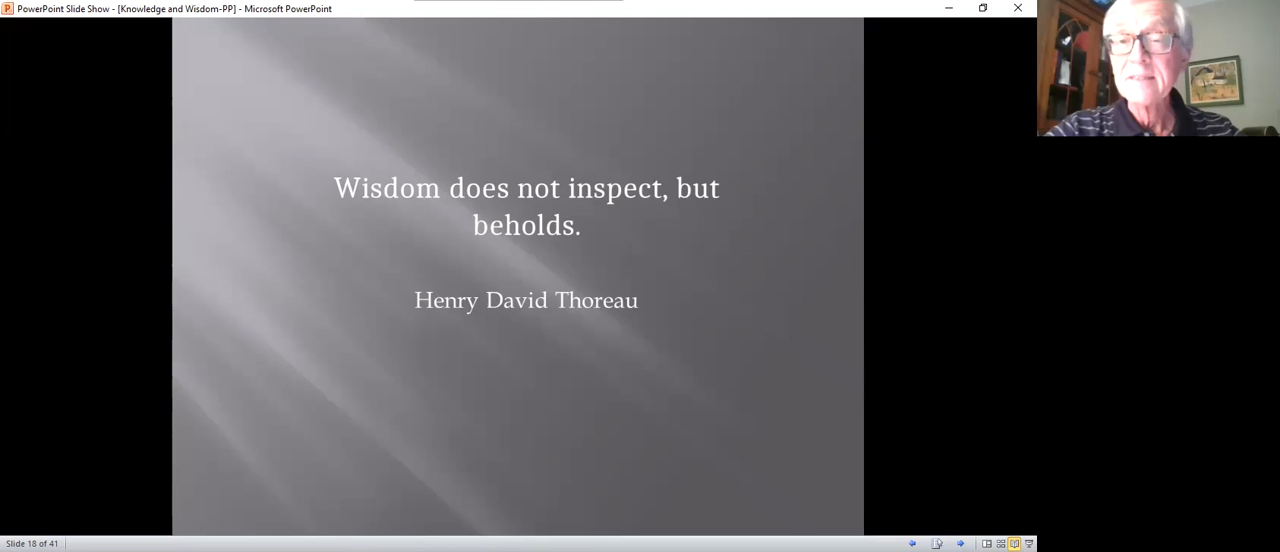 PowerPoint Slide Show - [Knowledge and Wisdom-PP] - Microsoft PowerPoint
Wisdom does not inspect, but
beholds.
Henry David Thoreau
Slide 18 of 41